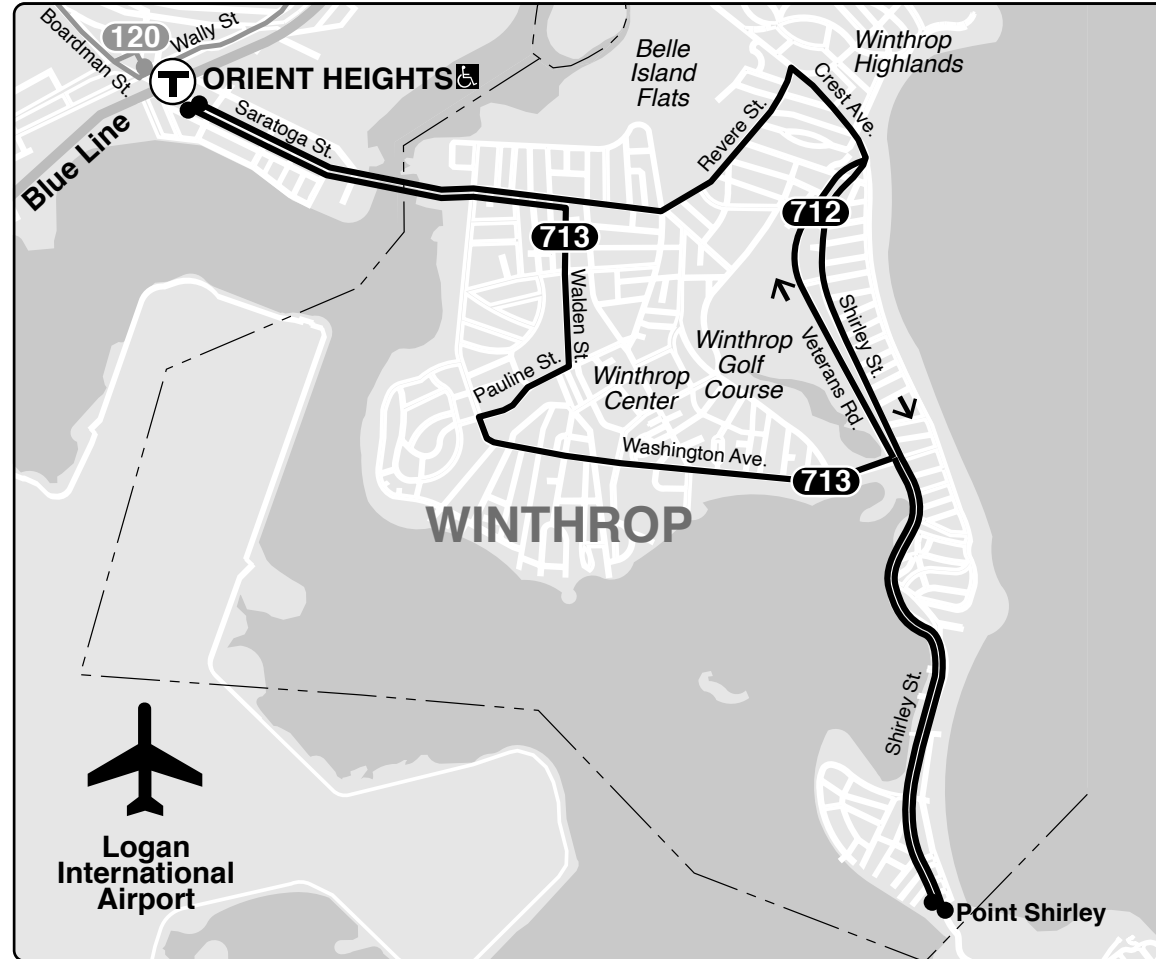 Boardman St.
120
Wally St
T
ORIENT HEIGHTS
Blue Line
Saratoga St.
Belle
Island
Flats
Winthrop
Highlands
Revere St.
Crest Ave.
713
712
Walden St.
Shirley St.
Veterans Rd.
Pauline St.
Winthrop
Center
Winthrop
Golf
Course
Washington Ave.
713
WINTHROP
Shirley St.
Logan
International
Airport
Point Shirley